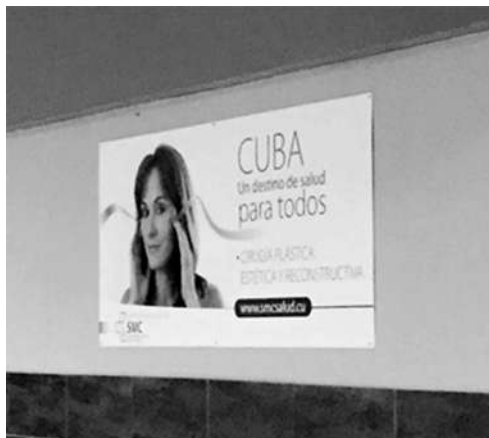 CUBA
Un destino de salud
para todos
• CIRUGÍA PLÁSTICA
ESTÉTICA Y RECONSTRUCTIVA
www.smcsalud.cu
SMC